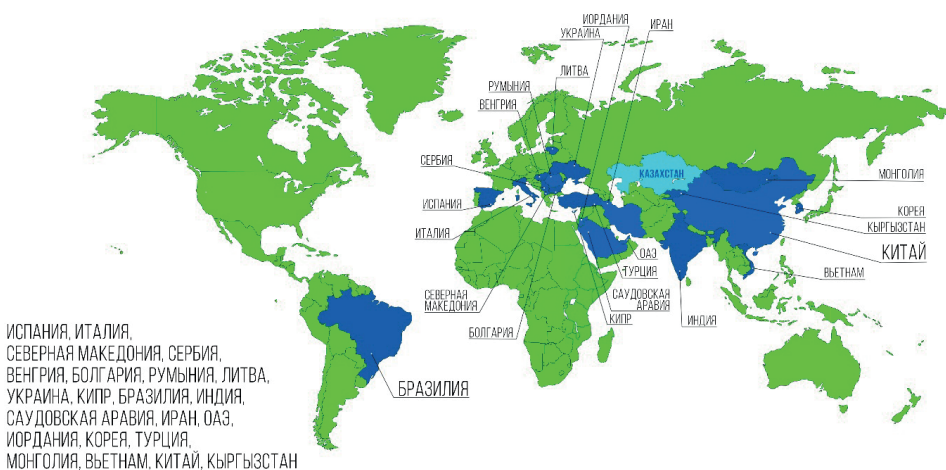 ИОРДАНИЯ
УКРАИНА
ИРАН
ЛИТВА
РУМЫНИЯ
ВЕНГРИЯ
СЕРБИЯ
КАЗАХСТАН
МОНГОЛИЯ
ИСПАНИЯ
КОРЕЯ
КЫРГЫЗСТАН
ИТАЛИЯ
КИТАЙ
ОАЭ
ТУРЦИЯ
ВЬЕТНАМ
СЕВЕРНАЯ
МАКЕДОНИЯ
САУДОВСКАЯ
АРАВИЯ
КИПР
ИНДИЯ
БОЛГАРИЯ
БРАЗИЛИЯ
ИСПАНИЯ, ИТАЛИЯ,
СЕВЕРНАЯ МАКЕДОНИЯ, СЕРБИЯ,
ВЕНГРИЯ, БОЛГАРИЯ, РУМЫНИЯ, ЛИТВА,
УКРАИНА, КИПР, БРАЗИЛИЯ, ИНДИЯ,
САУДОВСКАЯ АРАВИЯ, ИРАН, ОАЭ,
ИОРДАНИЯ, КОРЕЯ, ТУРЦИЯ,
МОНГОЛИЯ, ВЬЕТНАМ, КИТАЙ, КЫРГЫЗСТАН